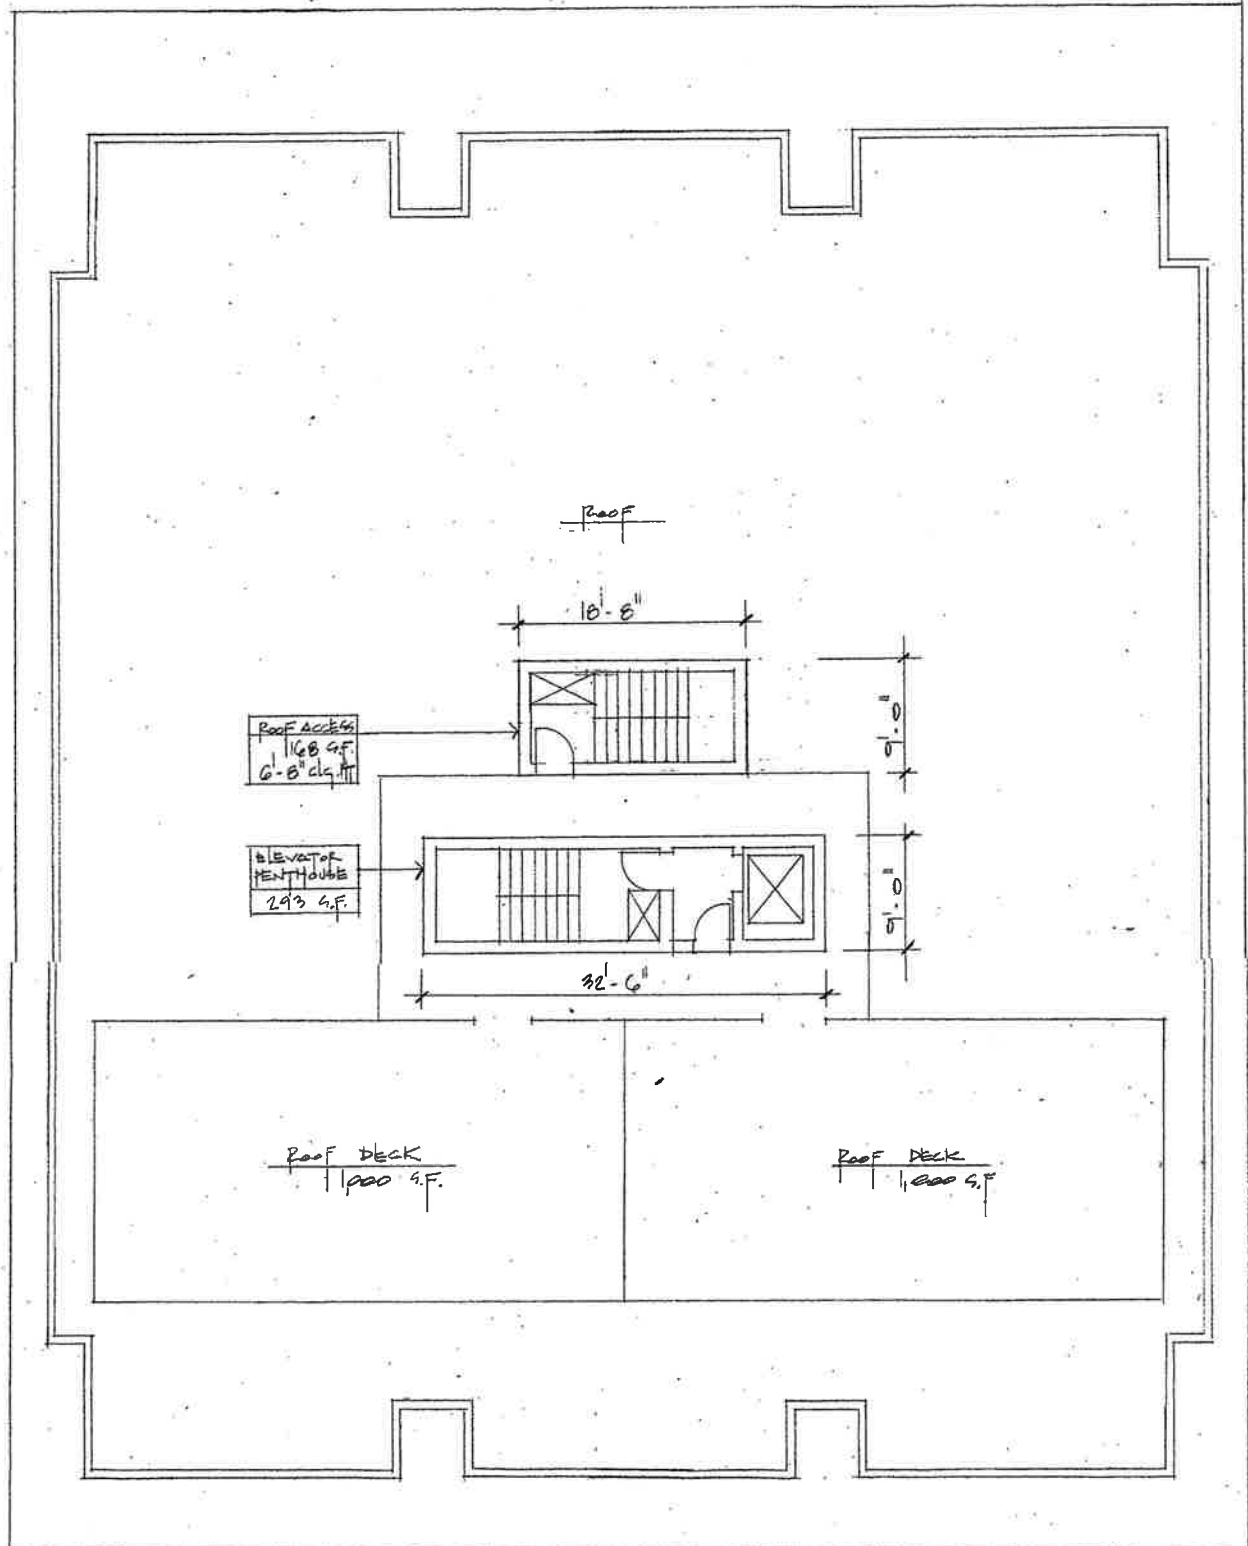 ROOF
18'-8"
ROOF ACCESS
168 S.F.
6'-8" clg. HT
9'-0"
ELEVATOR
PENTHOUSE
293 S.F.
9'-0"
32'-6"
ROOF DECK
1,000 S.F.
ROOF DECK
1,000 S.F